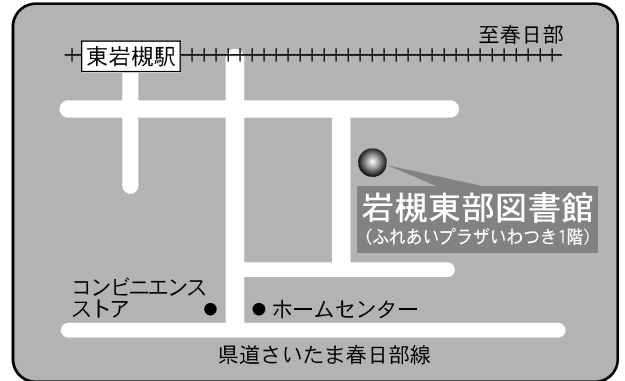 至春日部
東岩槻駅
岩槻東部図書館
(ふれあいプラザいわつき1階)
コンビニエンス
ストア
ホームセンター
県道さいたま春日部線